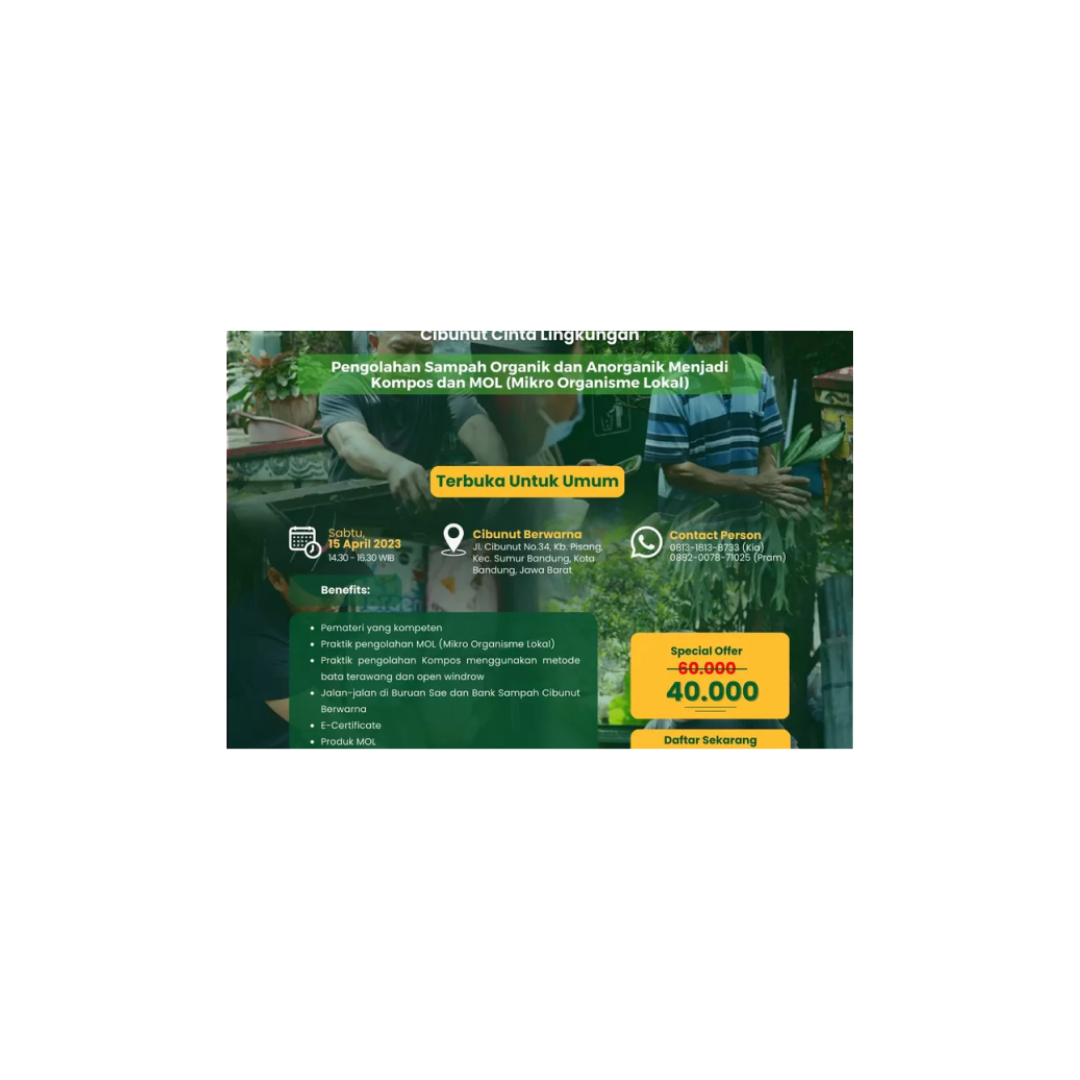 Cibunut Cinta Lingkungan
Pengolahan Sampah Organik dan Anorganik Menjadi
Kompos dan MOL (Mikro Organisme Lokal)
Terbuka Untuk Umum
Sabtu,
15 April 2023
14.30 - 16.30 WIB
Cibunut Berwarna
Jl. Cibunut No.34, Kb. Pisang,
Kec. Sumur Bandung, Kota
Bandung, Jawa Barat
Contact Person
0813-1813-8733 (Kia)
0892-0078-71025 (Pram)
Benefits:
• Pemateri yang kompeten
• Praktik pengolahan MOL (Mikro Organisme Lokal)
• Praktik pengolahan Kompos menggunakan metode
bata terawang dan open windrow
• Jalan-jalan di Buruan Sae dan Bank Sampah Cibunut
Berwarna
• E-Certificate
• Produk MOL
Special Offer
60.000
40.000
Daftar Sekarang